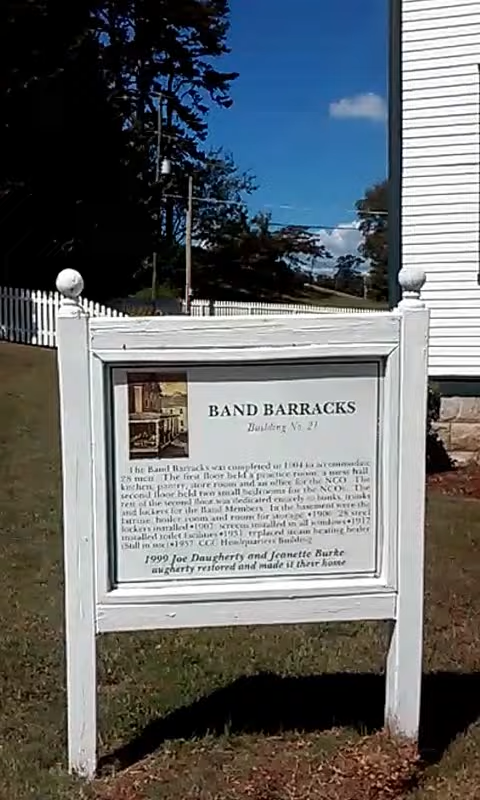 BAND BARRACKS
Building No. 21
The Band Barracks was completed in 1904 to accommodate
28 men. The first floor held a practice room, a mess hall
kitchen, pantry, store room and an office for the NCO. The
second floor held two small bedrooms for the NCOs. The
rest of the second floor was dedicated entirely to bunks, trunks
and lockers for the Band Members. In the basement were the
latrine, boiler room and room for storage. •1906: 28 steel
lockers installed •1907: screens installed in all windows •1917
installed toilet facilities •1931: replaced steam heating boiler
(Still in use) •1957: CCC Headquarters Building
1999 Joe Daugherty and Jeanette Burke-
augherty restored and made it their home